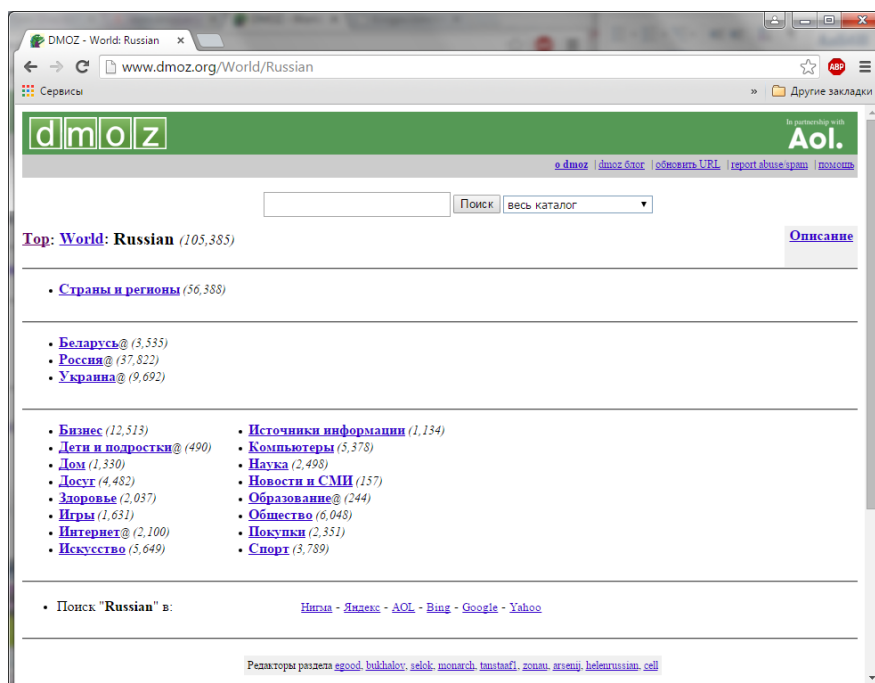 DMOZ - World: Russian
www.dmoz.org/World/Russian
ABP
Сервисы
» Другие закладки
dmoz
In partnership with
Aol.
о dmoz | dmoz блог | обновить URL | report abuse/spam | помощь
Поиск весь каталог
Top: World: Russian (105,385)
Описание
Страны и регионы (56,388)
Беларусь@ (3,535)
Россия@ (37,822)
Украина@ (9,692)
Бизнес (12,513)
Дети и подростки@ (490)
Дом (1,330)
Досуг (4,482)
Здоровье (2,037)
Игры (1,631)
Интернет@ (2,100)
Искусство (5,649)
Источники информации (1,134)
Компьютеры (5,378)
Наука (2,498)
Новости и СМИ (157)
Образование@ (244)
Общество (6,048)
Покупки (2,351)
Спорт (3,789)
Поиск "Russian" в: Нигма - Яндекс - AOL - Bing - Google - Yahoo
Редакторы раздела egood, bukhalov, selok, monarch, tanstaafl, zonau, arsenij, helenrussian, cell